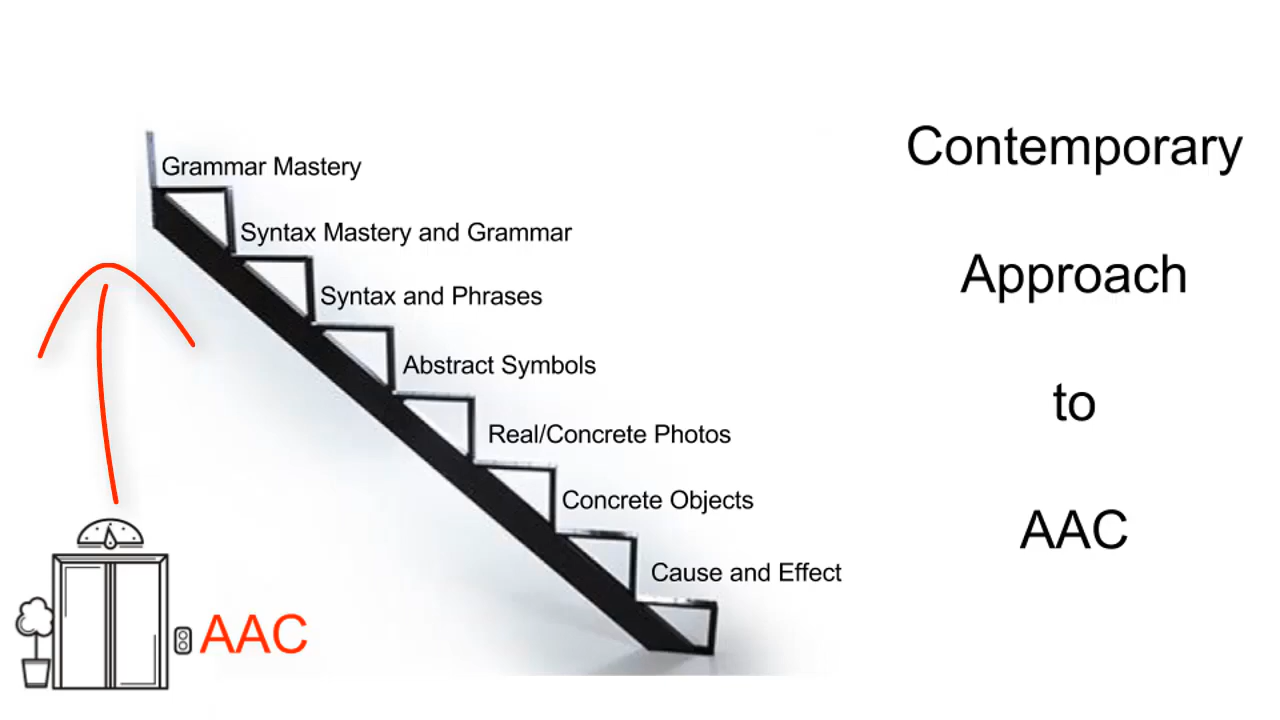 Grammar Mastery
Syntax Mastery and Grammar
Syntax and Phrases
Abstract Symbols
Real/Concrete Photos
Concrete Objects
Cause and Effect
AAC
Contemporary
Approach
to
AAC